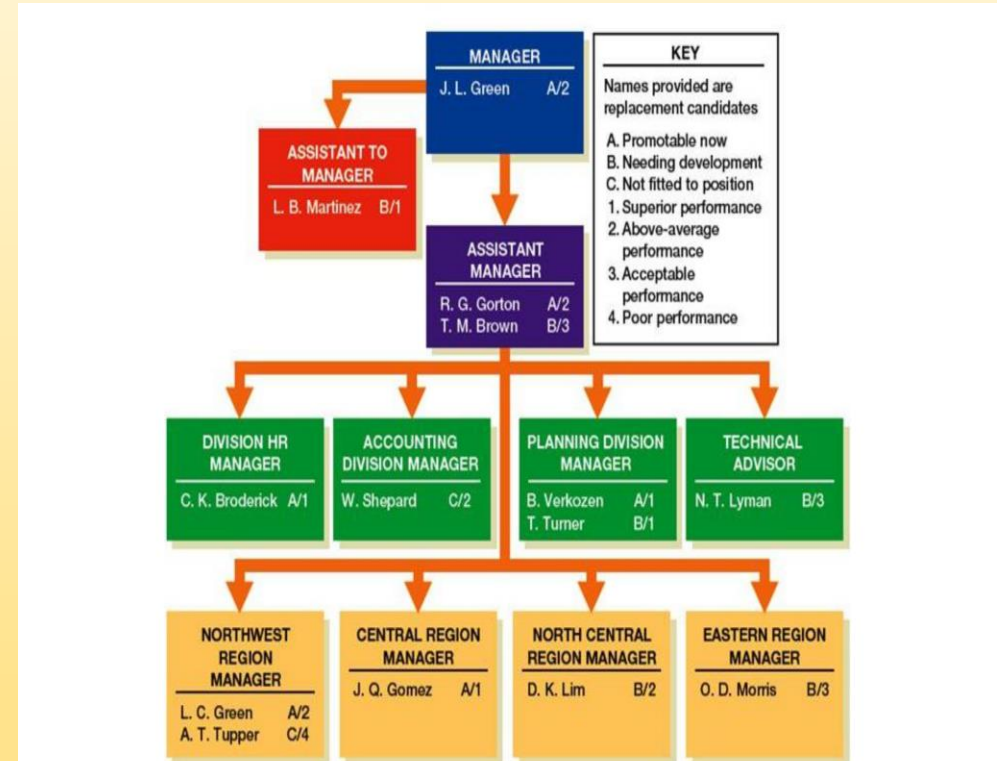 MANAGER
J. L. Green A/2
KEY
Names provided are
replacement candidates
A. Promotable now
B. Needing development
C. Not fitted to position
1. Superior performance
2. Above-average
performance
3. Acceptable
performance
4. Poor performance
ASSISTANT TO
MANAGER
L. B. Martinez B/1
ASSISTANT
MANAGER
R. G. Gorton A/2
T. M. Brown B/3
DIVISION HR
MANAGER
C. K. Broderick A/1
ACCOUNTING
DIVISION MANAGER
W. Shepard C/2
PLANNING DIVISION
MANAGER
B. Verkozen A/1
T. Turner B/1
TECHNICAL
ADVISOR
N. T. Lyman B/3
NORTHWEST
REGION
MANAGER
L. C. Green A/2
A. T. Tupper C/4
CENTRAL REGION
MANAGER
J. Q. Gomez A/1
NORTH CENTRAL
REGION MANAGER
D. K. Lim B/2
EASTERN REGION
MANAGER
O. D. Morris B/3